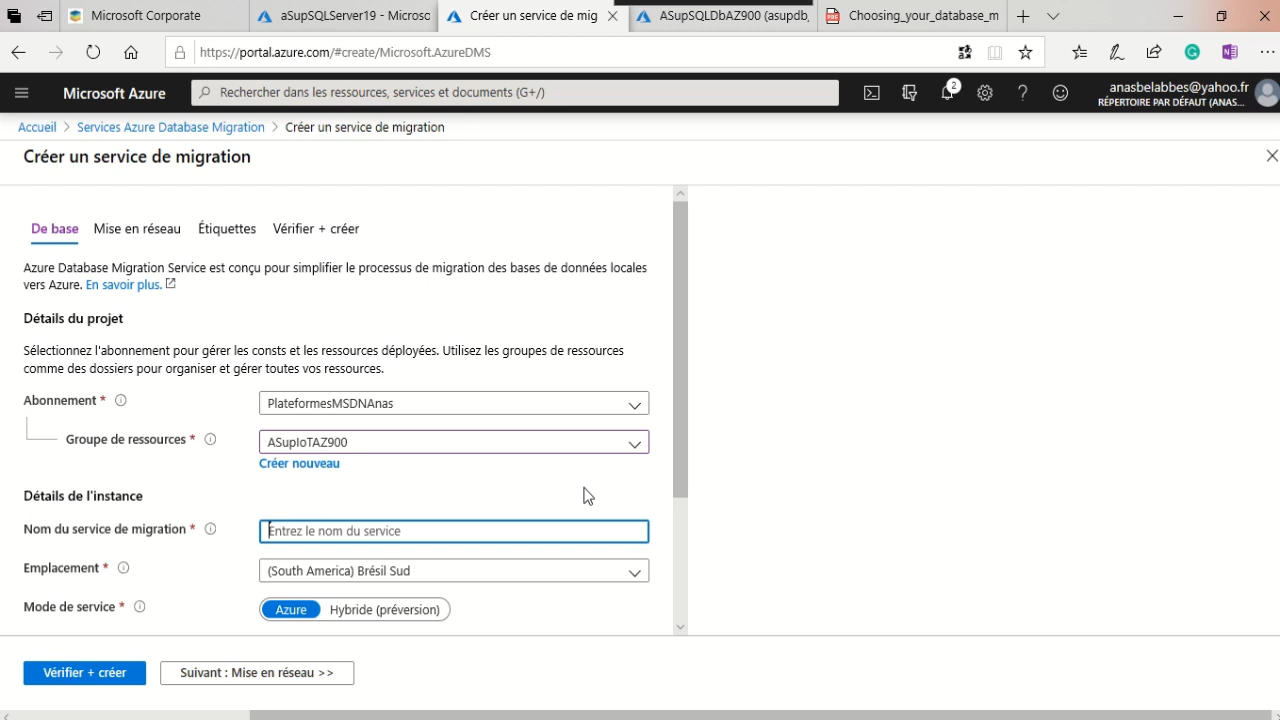 Microsoft Corporate
aSupSQLServer19 - Microso
Créer un service de mig
ASupSQLDbAZ900 (asupdb,
Choosing_your_database_m
https://portal.azure.com/#create/Microsoft.AzureDMS
Microsoft Azure
Rechercher dans les ressources, services et documents (G+/)
2
anasbelabbes@yahoo.fr
RÉPERTOIRE PAR DÉFAUT (ANAS...
Accueil > Services Azure Database Migration > Créer un service de migration
Créer un service de migration
De base Mise en réseau Étiquettes Vérifier + créer
Azure Database Migration Service est conçu pour simplifier le processus de migration des bases de données locales
vers Azure. En savoir plus.
Détails du projet
Sélectionnez l'abonnement pour gérer les consts et les ressources déployées. Utilisez les groupes de ressources
comme des dossiers pour organiser et gérer toutes vos ressources.
Abonnement * PlateformesMSDNAnas
Groupe de ressources * ASupIoTAZ900
Créer nouveau
Détails de l'instance
Nom du service de migration * Entrez le nom du service
Emplacement * (South America) Brésil Sud
Mode de service * Azure Hybride (préversion)
Vérifier + créer Suivant : Mise en réseau >>